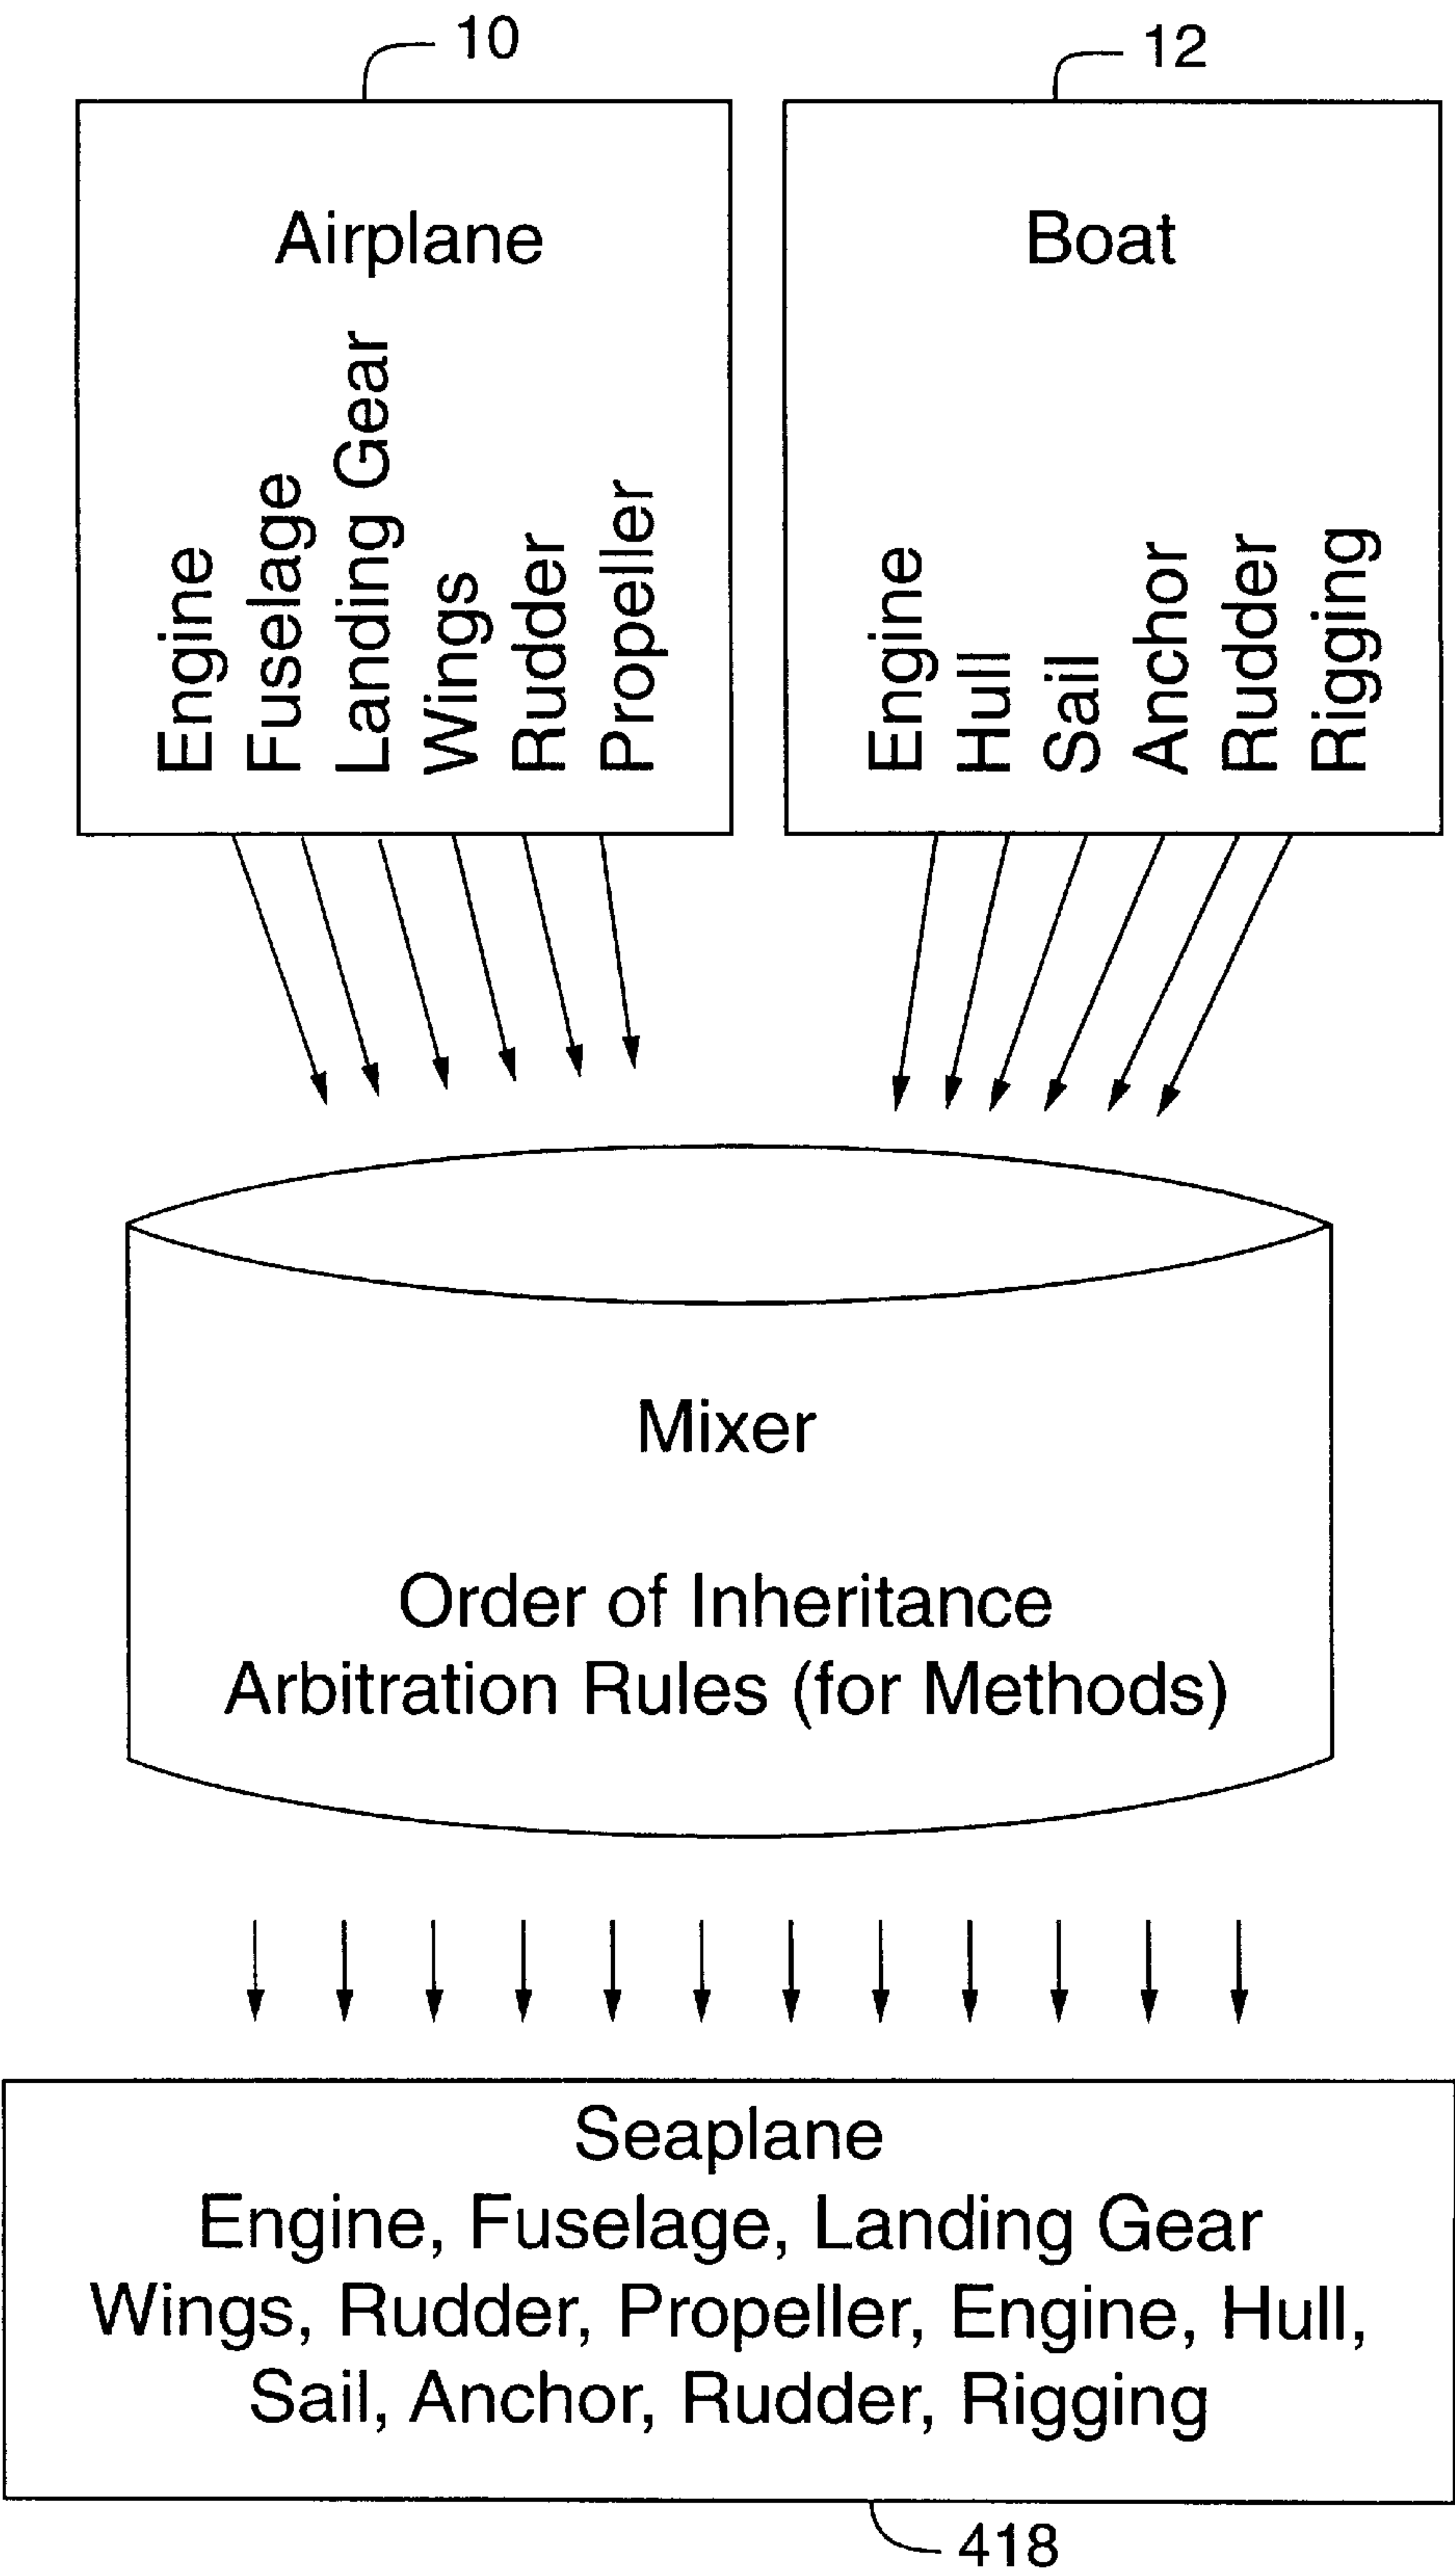 10
12
Airplane
Engine
Fuselage
Landing Gear
Wings
Rudder
Propeller
Boat
Engine
Hull
Sail
Anchor
Rudder
Rigging
Mixer
Order of Inheritance
Arbitration Rules (for Methods)
Seaplane
Engine, Fuselage, Landing Gear
Wings, Rudder, Propeller, Engine, Hull,
Sail, Anchor, Rudder, Rigging
418